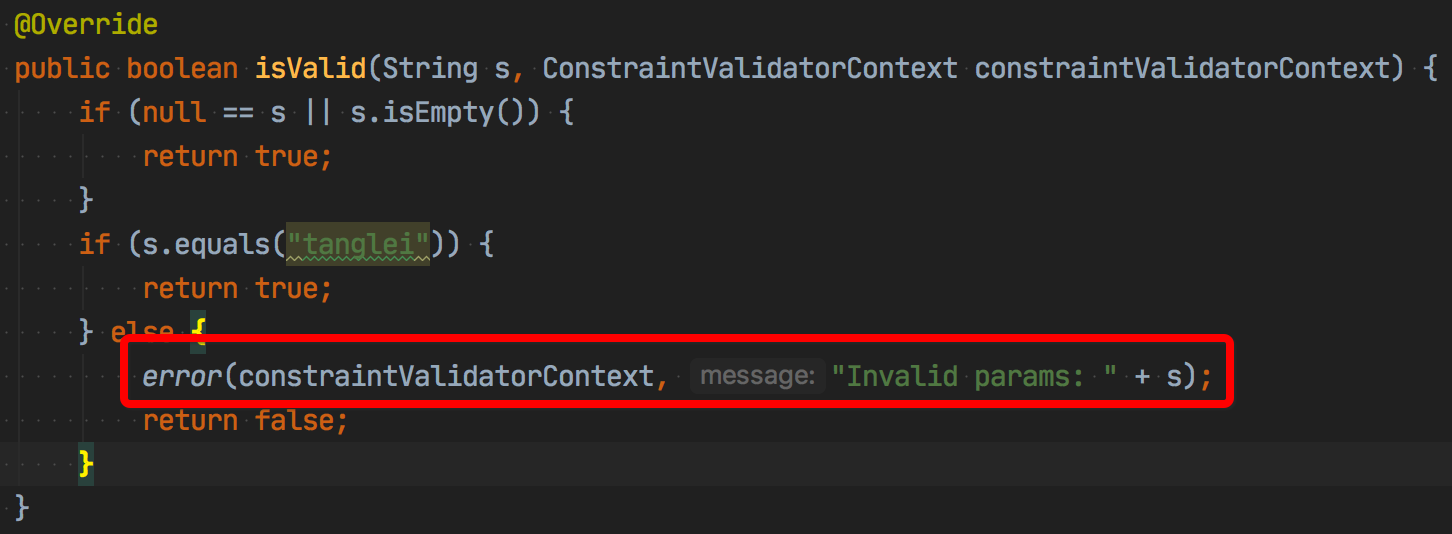 @Override
public boolean isValid(String s, ConstraintValidatorContext constraintValidatorContext) {
if (null == s || s.isEmpty()) {
return true;
}
if (s.equals("tanglei")) {
return true;
} else {
error(constraintValidatorContext, message: "Invalid params: " + s);
return false;
}
}